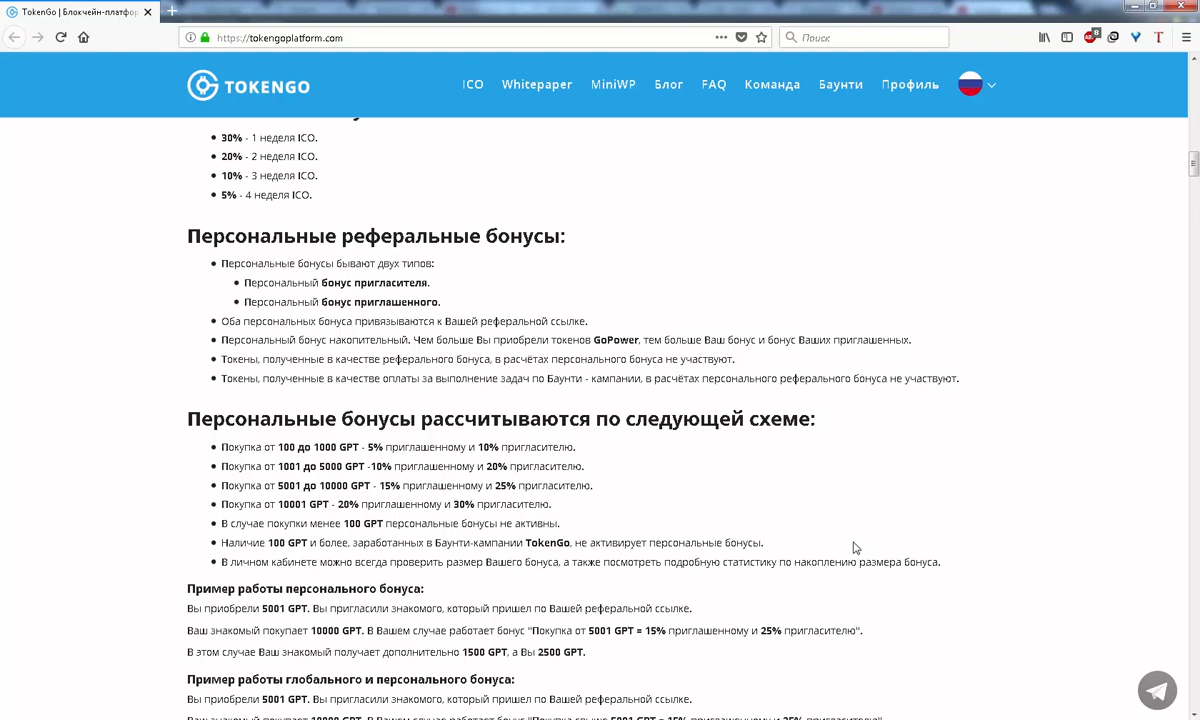 TokenGo | Блокчейн-платфор
https://tokengoplatform.com
Поиск
8
TOKENGO
ICO Whitepaper MiniWP Блог FAQ Команда Баунти Профиль
30% - 1 неделя ICO.
20% - 2 неделя ICO.
10% - 3 неделя ICO.
5% - 4 неделя ICO.
Персональные реферальные бонусы:
Персональные бонусы бывают двух типов:
Персональный бонус пригласителя.
Персональный бонус приглашенного.
Оба персональных бонуса привязываются к Вашей реферальной ссылке.
Персональный бонус накопительный. Чем больше Вы приобрели токенов GoPower, тем больше Ваш бонус и бонус Ваших приглашенных.
Токены, полученные в качестве реферального бонуса, в расчётах персонального бонуса не участвуют.
Токены, полученные в качестве оплаты за выполнение задач по Баунти - кампании, в расчётах персонального реферального бонуса не участвуют.
Персональные бонусы рассчитываются по следующей схеме:
Покупка от 100 до 1000 GPT - 5% приглашенному и 10% пригласителю.
Покупка от 1001 до 5000 GPT -10% приглашенному и 20% пригласителю.
Покупка от 5001 до 10000 GPT - 15% приглашенному и 25% пригласителю.
Покупка от 10001 GPT - 20% приглашенному и 30% пригласителю.
В случае покупки менее 100 GPT персональные бонусы не активны.
Наличие 100 GPT и более, заработанных в Баунти-кампании TokenGo, не активирует персональные бонусы.
В личном кабинете можно всегда проверить размер Вашего бонуса, а также посмотреть подробную статистику по накоплению размера бонуса.
Пример работы персонального бонуса:
Вы приобрели 5001 GPT. Вы пригласили знакомого, который пришел по Вашей реферальной ссылке.
Ваш знакомый покупает 10000 GPT. В Вашем случае работает бонус "Покупка от 5001 GPT = 15% приглашенному и 25% пригласителю".
В этом случае Ваш знакомый получает дополнительно 1500 GPT, а Вы 2500 GPT.
Пример работы глобального и персонального бонуса:
Вы приобрели 5001 GPT. Вы пригласили знакомого, который пришел по Вашей реферальной ссылке.